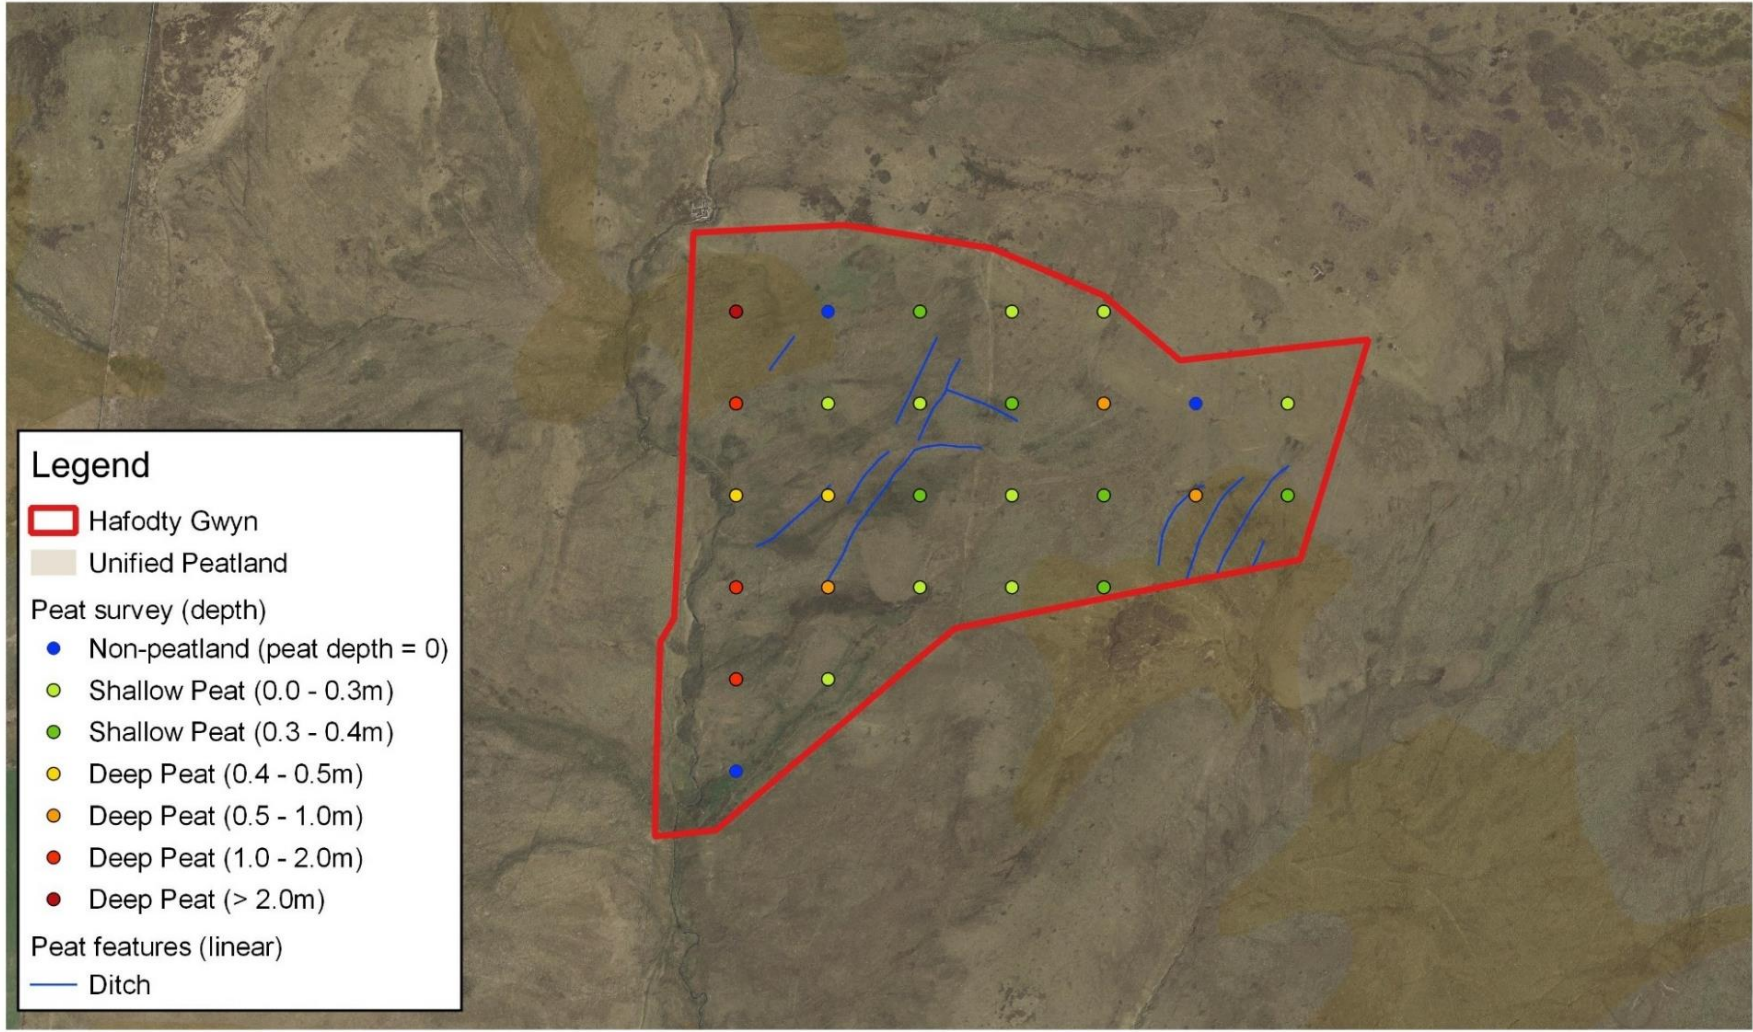 Legend
Hafodty Gwyn
Unified Peatland
Peat survey (depth)
Non-peatland (peat depth = 0)
Shallow Peat (0.0 - 0.3m)
Shallow Peat (0.3 - 0.4m)
Deep Peat (0.4 - 0.5m)
Deep Peat (0.5 - 1.0m)
Deep Peat (1.0 - 2.0m)
Deep Peat (> 2.0m)
Peat features (linear)
Ditch